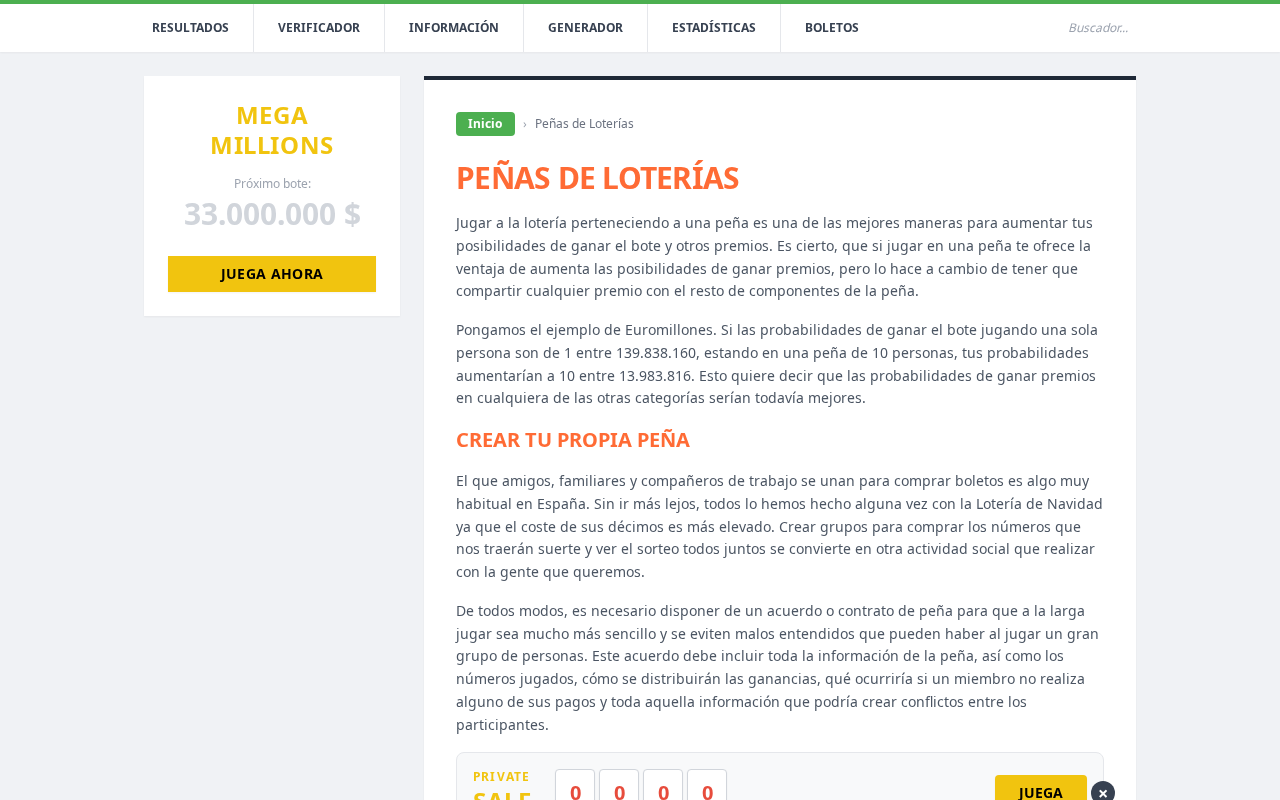 RESULTADOS VERIFICADOR INFORMACIÓN GENERADOR ESTADÍSTICAS BOLETOS Buscador...
MEGA
MILLIONS
Próximo bote:
33.000.000 $
JUEGA AHORA
Inicio › Peñas de Loterías
PEÑAS DE LOTERÍAS
Jugar a la lotería perteneciendo a una peña es una de las mejores maneras para aumentar tus
posibilidades de ganar el bote y otros premios. Es cierto, que si jugar en una peña te ofrece la
ventaja de aumenta las posibilidades de ganar premios, pero lo hace a cambio de tener que
compartir cualquier premio con el resto de componentes de la peña.
Pongamos el ejemplo de Euromillones. Si las probabilidades de ganar el bote jugando una sola
persona son de 1 entre 139.838.160, estando en una peña de 10 personas, tus probabilidades
aumentarían a 10 entre 13.983.816. Esto quiere decir que las probabilidades de ganar premios
en cualquiera de las otras categorías serían todavía mejores.
CREAR TU PROPIA PEÑA
El que amigos, familiares y compañeros de trabajo se unan para comprar boletos es algo muy
habitual en España. Sin ir más lejos, todos lo hemos hecho alguna vez con la Lotería de Navidad
ya que el coste de sus décimos es más elevado. Crear grupos para comprar los números que
nos traerán suerte y ver el sorteo todos juntos se convierte en otra actividad social que realizar
con la gente que queremos.
De todos modos, es necesario disponer de un acuerdo o contrato de peña para que a la larga
jugar sea mucho más sencillo y se eviten malos entendidos que pueden haber al jugar un gran
grupo de personas. Este acuerdo debe incluir toda la información de la peña, así como los
números jugados, cómo se distribuirán las ganancias, qué ocurriría si un miembro no realiza
alguno de sus pagos y toda aquella información que podría crear conflictos entre los
participantes.
PRIVATE
SALE 0 0 0 0 JUEGA ×